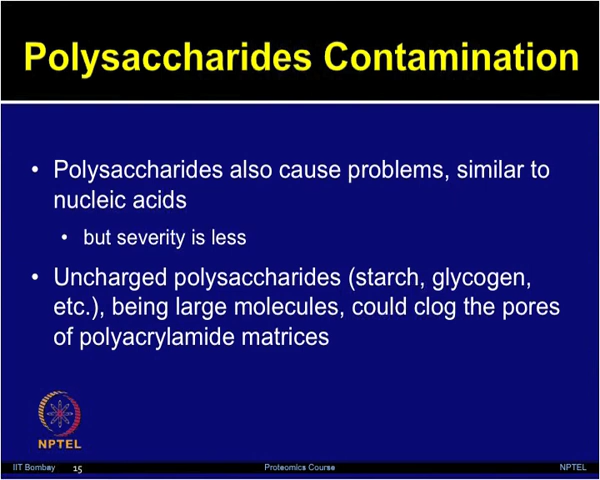 Polysaccharides Contamination
• Polysaccharides also cause problems, similar to
nucleic acids
• but severity is less
• Uncharged polysaccharides (starch, glycogen,
etc.), being large molecules, could clog the pores
of polyacrylamide matrices
NPTEL
IIT Bombay 15 Proteomics Course NPTEL